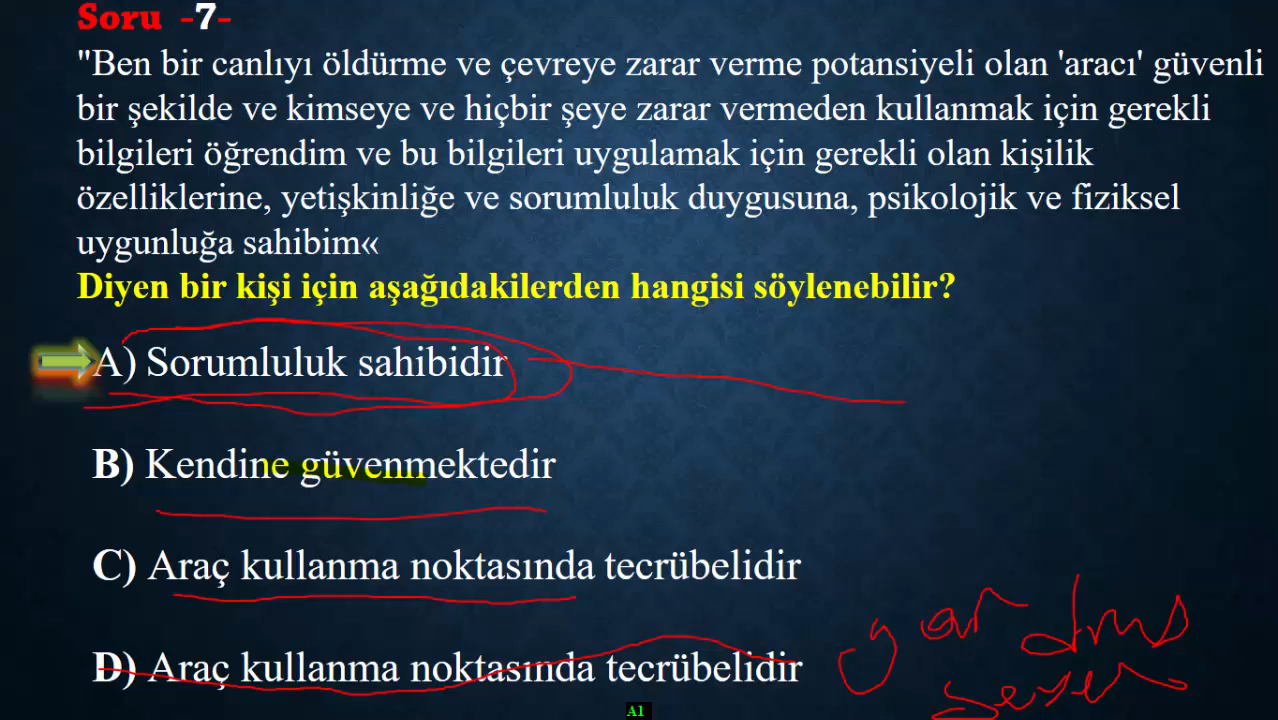 Soru -7-
"Ben bir canlıyı öldürme ve çevreye zarar verme potansiyeli olan 'aracı' güvenli
bir şekilde ve kimseye ve hiçbir şeye zarar vermeden kullanmak için gerekli
bilgileri öğrendim ve bu bilgileri uygulamak için gerekli olan kişilik
özelliklerine, yetişkinliğe ve sorumluluk duygusuna, psikolojik ve fiziksel
uygunluğa sahibim«
Diyen bir kişi için aşağıdakilerden hangisi söylenebilir?
A) Sorumluluk sahibidir
B) Kendine güvenmektedir
C) Araç kullanma noktasında tecrübelidir
D) Araç kullanma noktasında tecrübelidir
A1